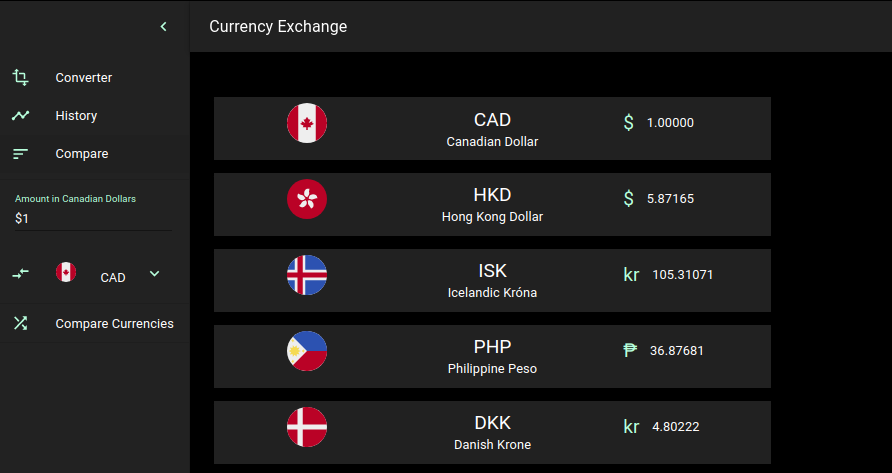 Currency Exchange
Converter
History
Compare
Amount in Canadian Dollars
$1
CAD
Compare Currencies
CAD
Canadian Dollar
$ 1.00000
HKD
Hong Kong Dollar
$ 5.87165
ISK
Icelandic Króna
kr 105.31071
PHP
Philippine Peso
₱ 36.87681
DKK
Danish Krone
kr 4.80222